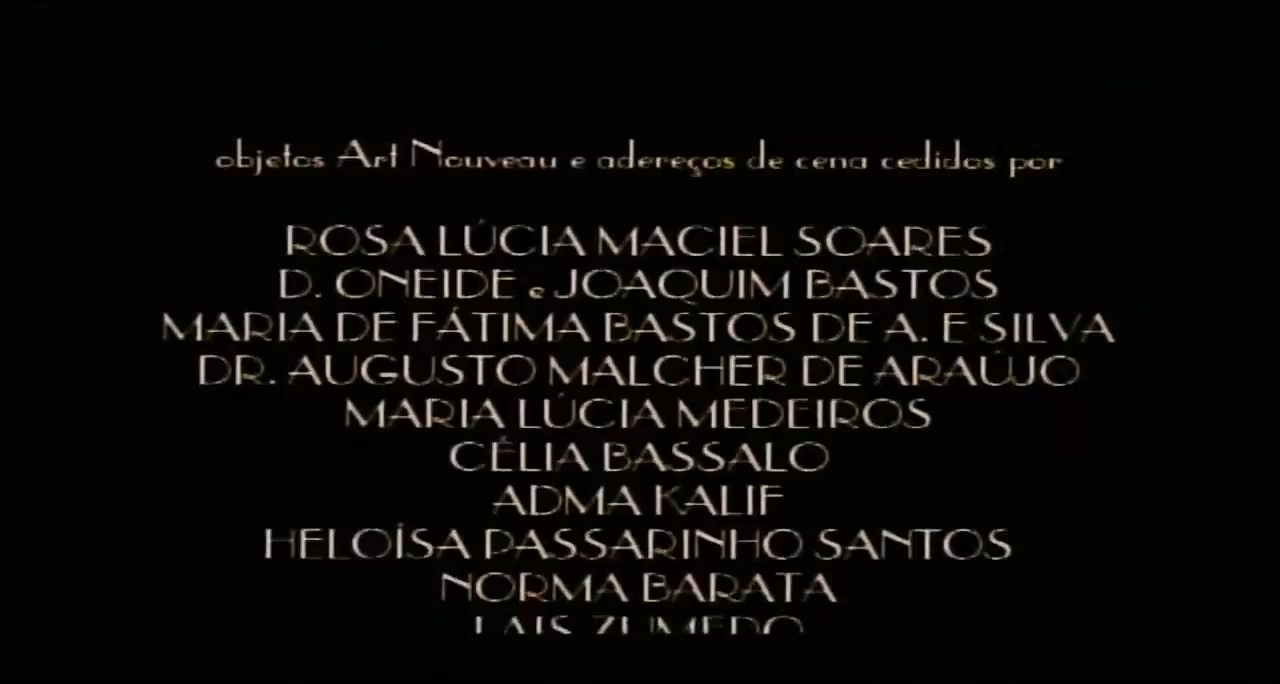 objetos Art Nouveau e adereços de cena cedidos por
ROSA LÚCIA MACIEL SOARES
D. ONEIDE e JOAQUIM BASTOS
MARIA DE FÁTIMA BASTOS DE A. E SILVA
DR. AUGUSTO MALCHER DE ARAÚJO
MARIA LÚCIA MEDEIROS
CÉLIA BASSALO
ADMA KALIF
HELOÍSA PASSARINHO SANTOS
NORMA BARATA
LAIS